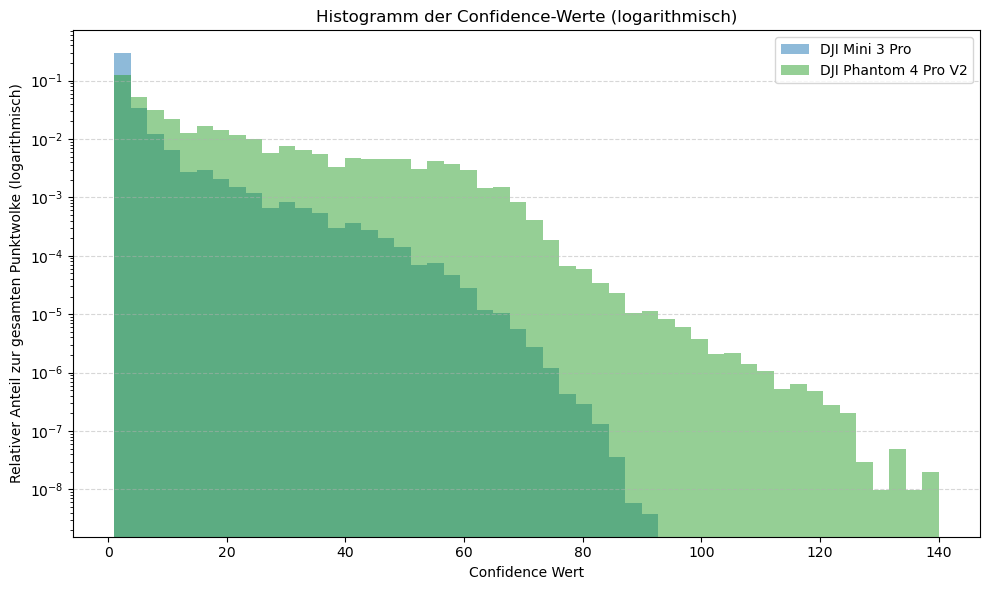 Histogramm der Confidence-Werte (logarithmisch)
DJI Mini 3 Pro
DJI Phantom 4 Pro V2
Relativer Anteil zur gesamten Punktwolke (logarithmisch)
10⁻¹
10⁻²
10⁻³
10⁻⁴
10⁻⁵
10⁻⁶
10⁻⁷
10⁻⁸
0 20 40 60 80 100 120 140
Confidence Wert